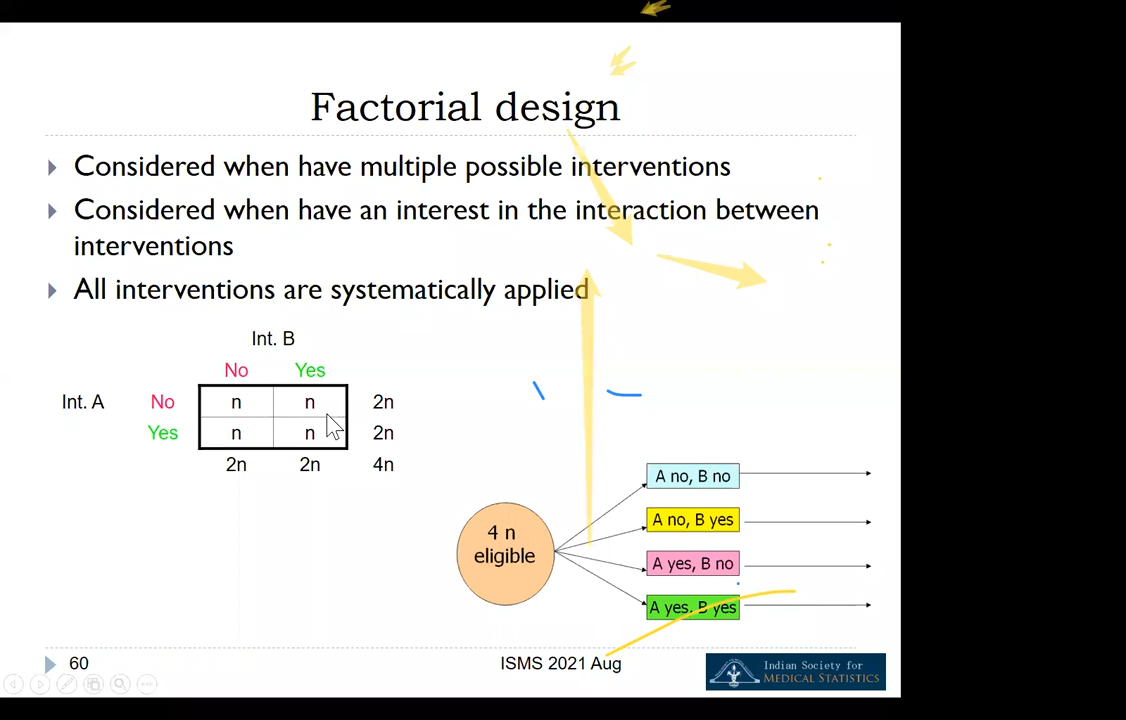 Factorial design
Considered when have multiple possible interventions
Considered when have an interest in the interaction between
interventions
All interventions are systematically applied
Int. B
No Yes
Int. A No n n 2n
Yes n n 2n
2n 2n 4n
4 n
eligible
A no, B no
A no, B yes
A yes, B no
A yes, B yes
60
ISMS 2021 Aug
Indian Society for
MEDICAL STATISTICS